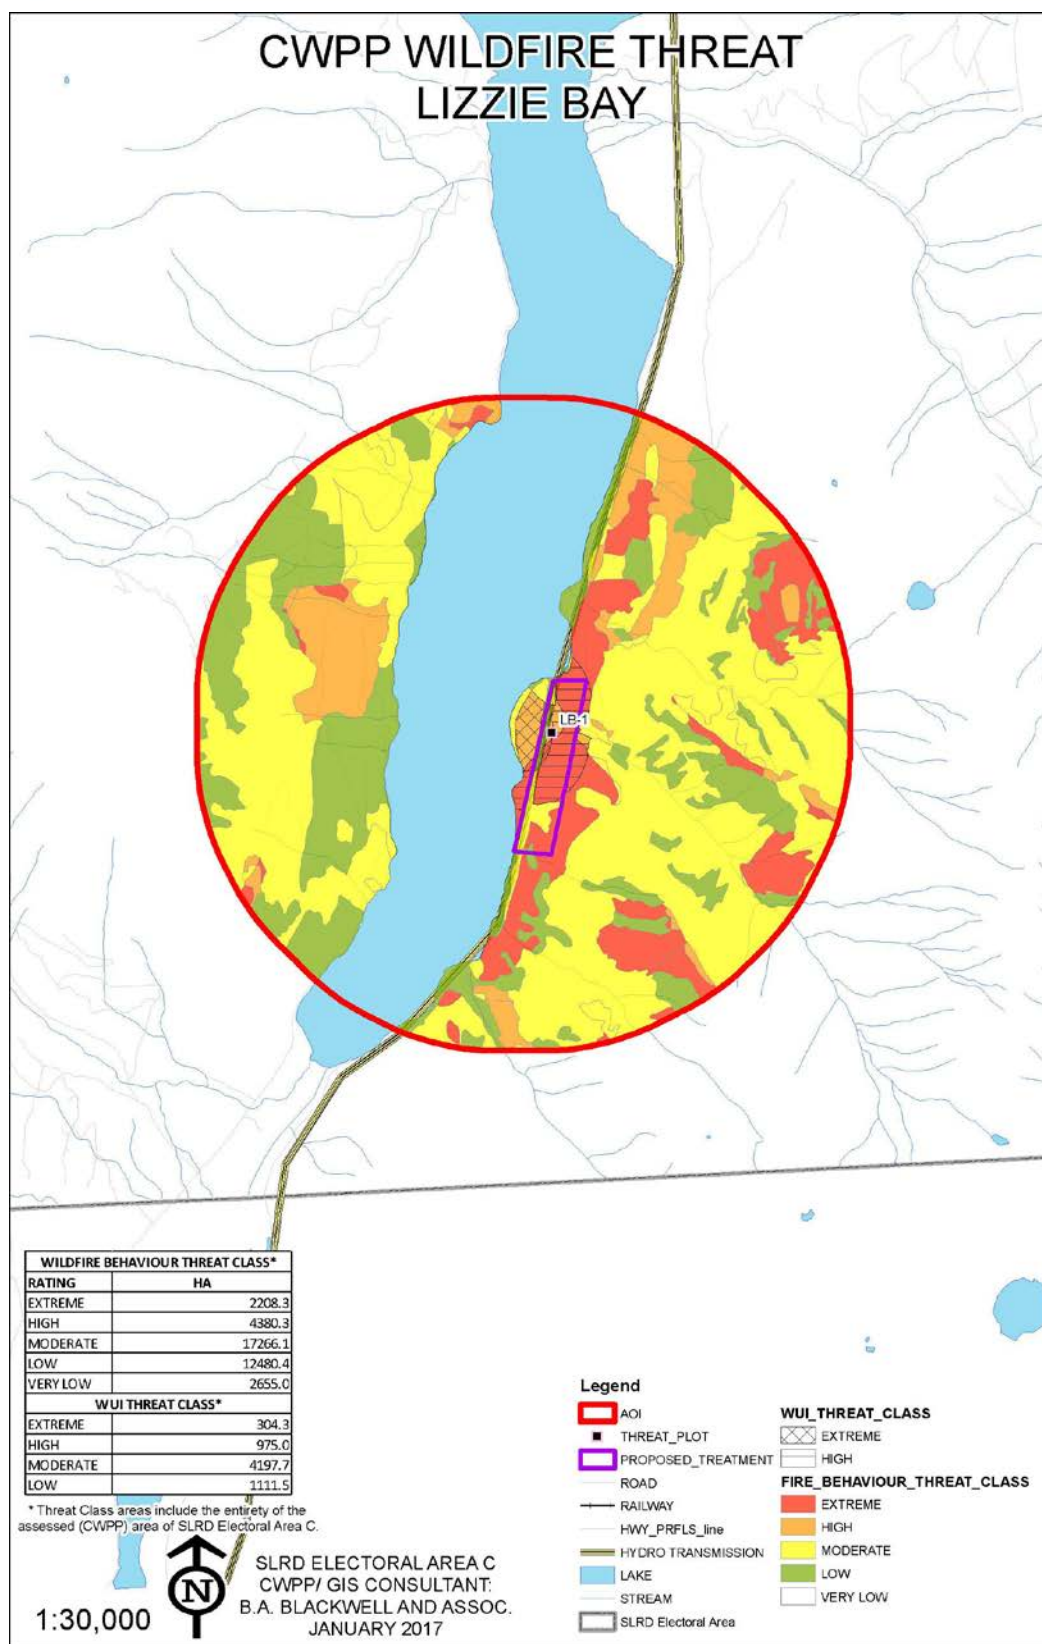 CWPP WILDFIRE THREAT
LIZZIE BAY
LB-1
WILDFIRE BEHAVIOUR THREAT CLASS*
RATING HA
EXTREME 2208.3
HIGH 4380.3
MODERATE 17266.1
LOW 12480.4
VERY LOW 2655.0
WUI THREAT CLASS*
EXTREME 304.3
HIGH 975.0
MODERATE 4197.7
LOW 1111.5
* Threat Class areas include the entirety of the
assessed (CWPP) area of SLRD Electoral Area C.
N
1:30,000
SLRD ELECTORAL AREA C
CWPP/ GIS CONSULTANT:
B.A. BLACKWELL AND ASSOC.
JANUARY 2017
Legend
AOI
THREAT_PLOT
PROPOSED_TREATMENT
ROAD
RAILWAY
HWY_PRFLS_line
HYDRO TRANSMISSION
LAKE
STREAM
SLRD Electoral Area
WUI_THREAT_CLASS
EXTREME
HIGH
FIRE_BEHAVIOUR_THREAT_CLASS
EXTREME
HIGH
MODERATE
LOW
VERY LOW